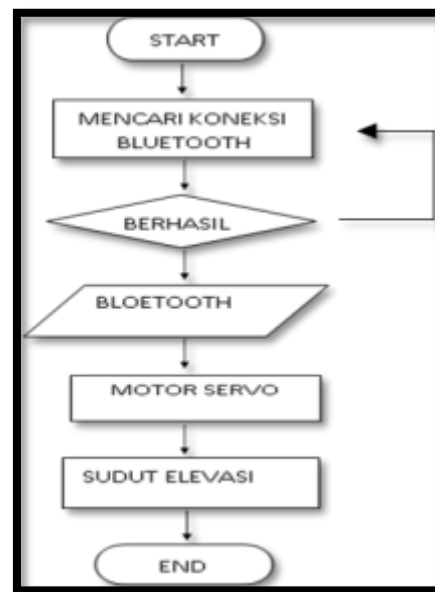 START
MENCARI KONEKSI
BLUETOOTH
BERHASIL
BLOETOOTH
MOTOR SERVO
SUDUT ELEVASI
END